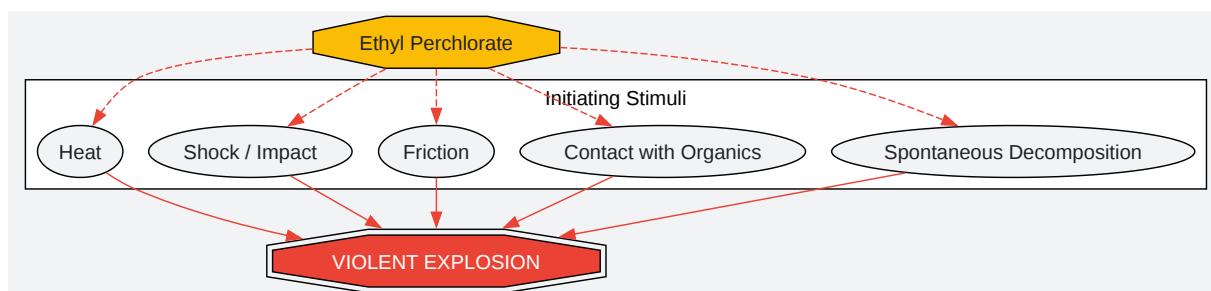 Ethyl Perchlorate
Initiating Stimuli
Heat
Shock / Impact
Friction
Contact with Organics
Spontaneous Decomposition
VIOLENT EXPLOSION